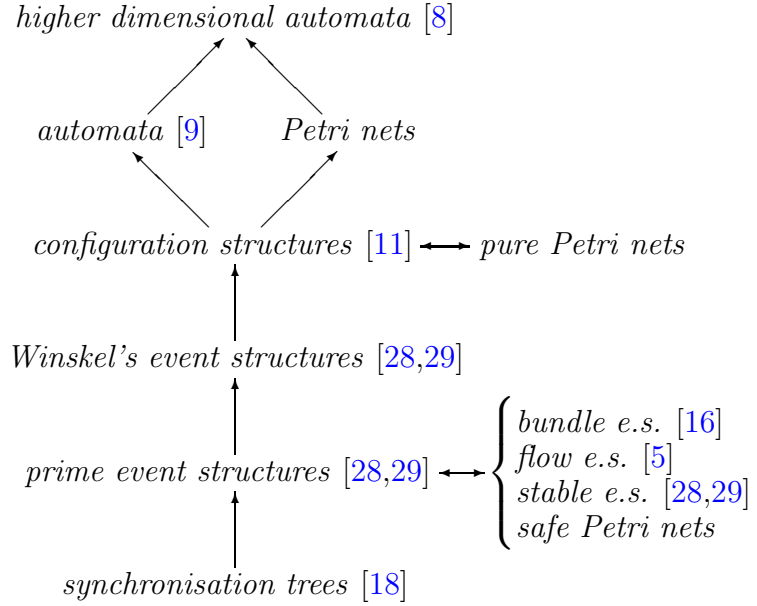 higher dimensional automata [8]
automata [9]
Petri nets
configuration structures [11]
pure Petri nets
Winskel's event structures [28,29]
prime event structures [28,29]
bundle e.s. [16]
flow e.s. [5]
stable e.s. [28,29]
safe Petri nets
synchronisation trees [18]